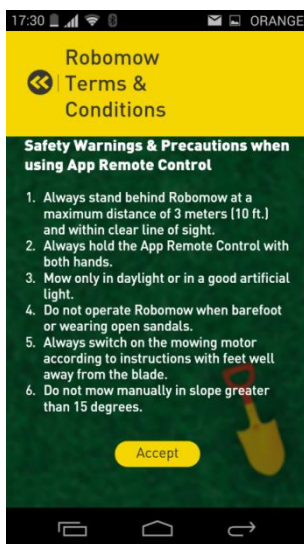 17:30
ORANGE
Robomow
Terms &
Conditions
Safety Warnings & Precautions when
using App Remote Control
1. Always stand behind Robomow at a
maximum distance of 3 meters (10 ft.)
and within clear line of sight.
2. Always hold the App Remote Control with
both hands.
3. Mow only in daylight or in a good artificial
light.
4. Do not operate Robomow when barefoot
or wearing open sandals.
5. Always switch on the mowing motor
according to instructions with feet well
away from the blade.
6. Do not mow manually in slope greater
than 15 degrees.
Accept